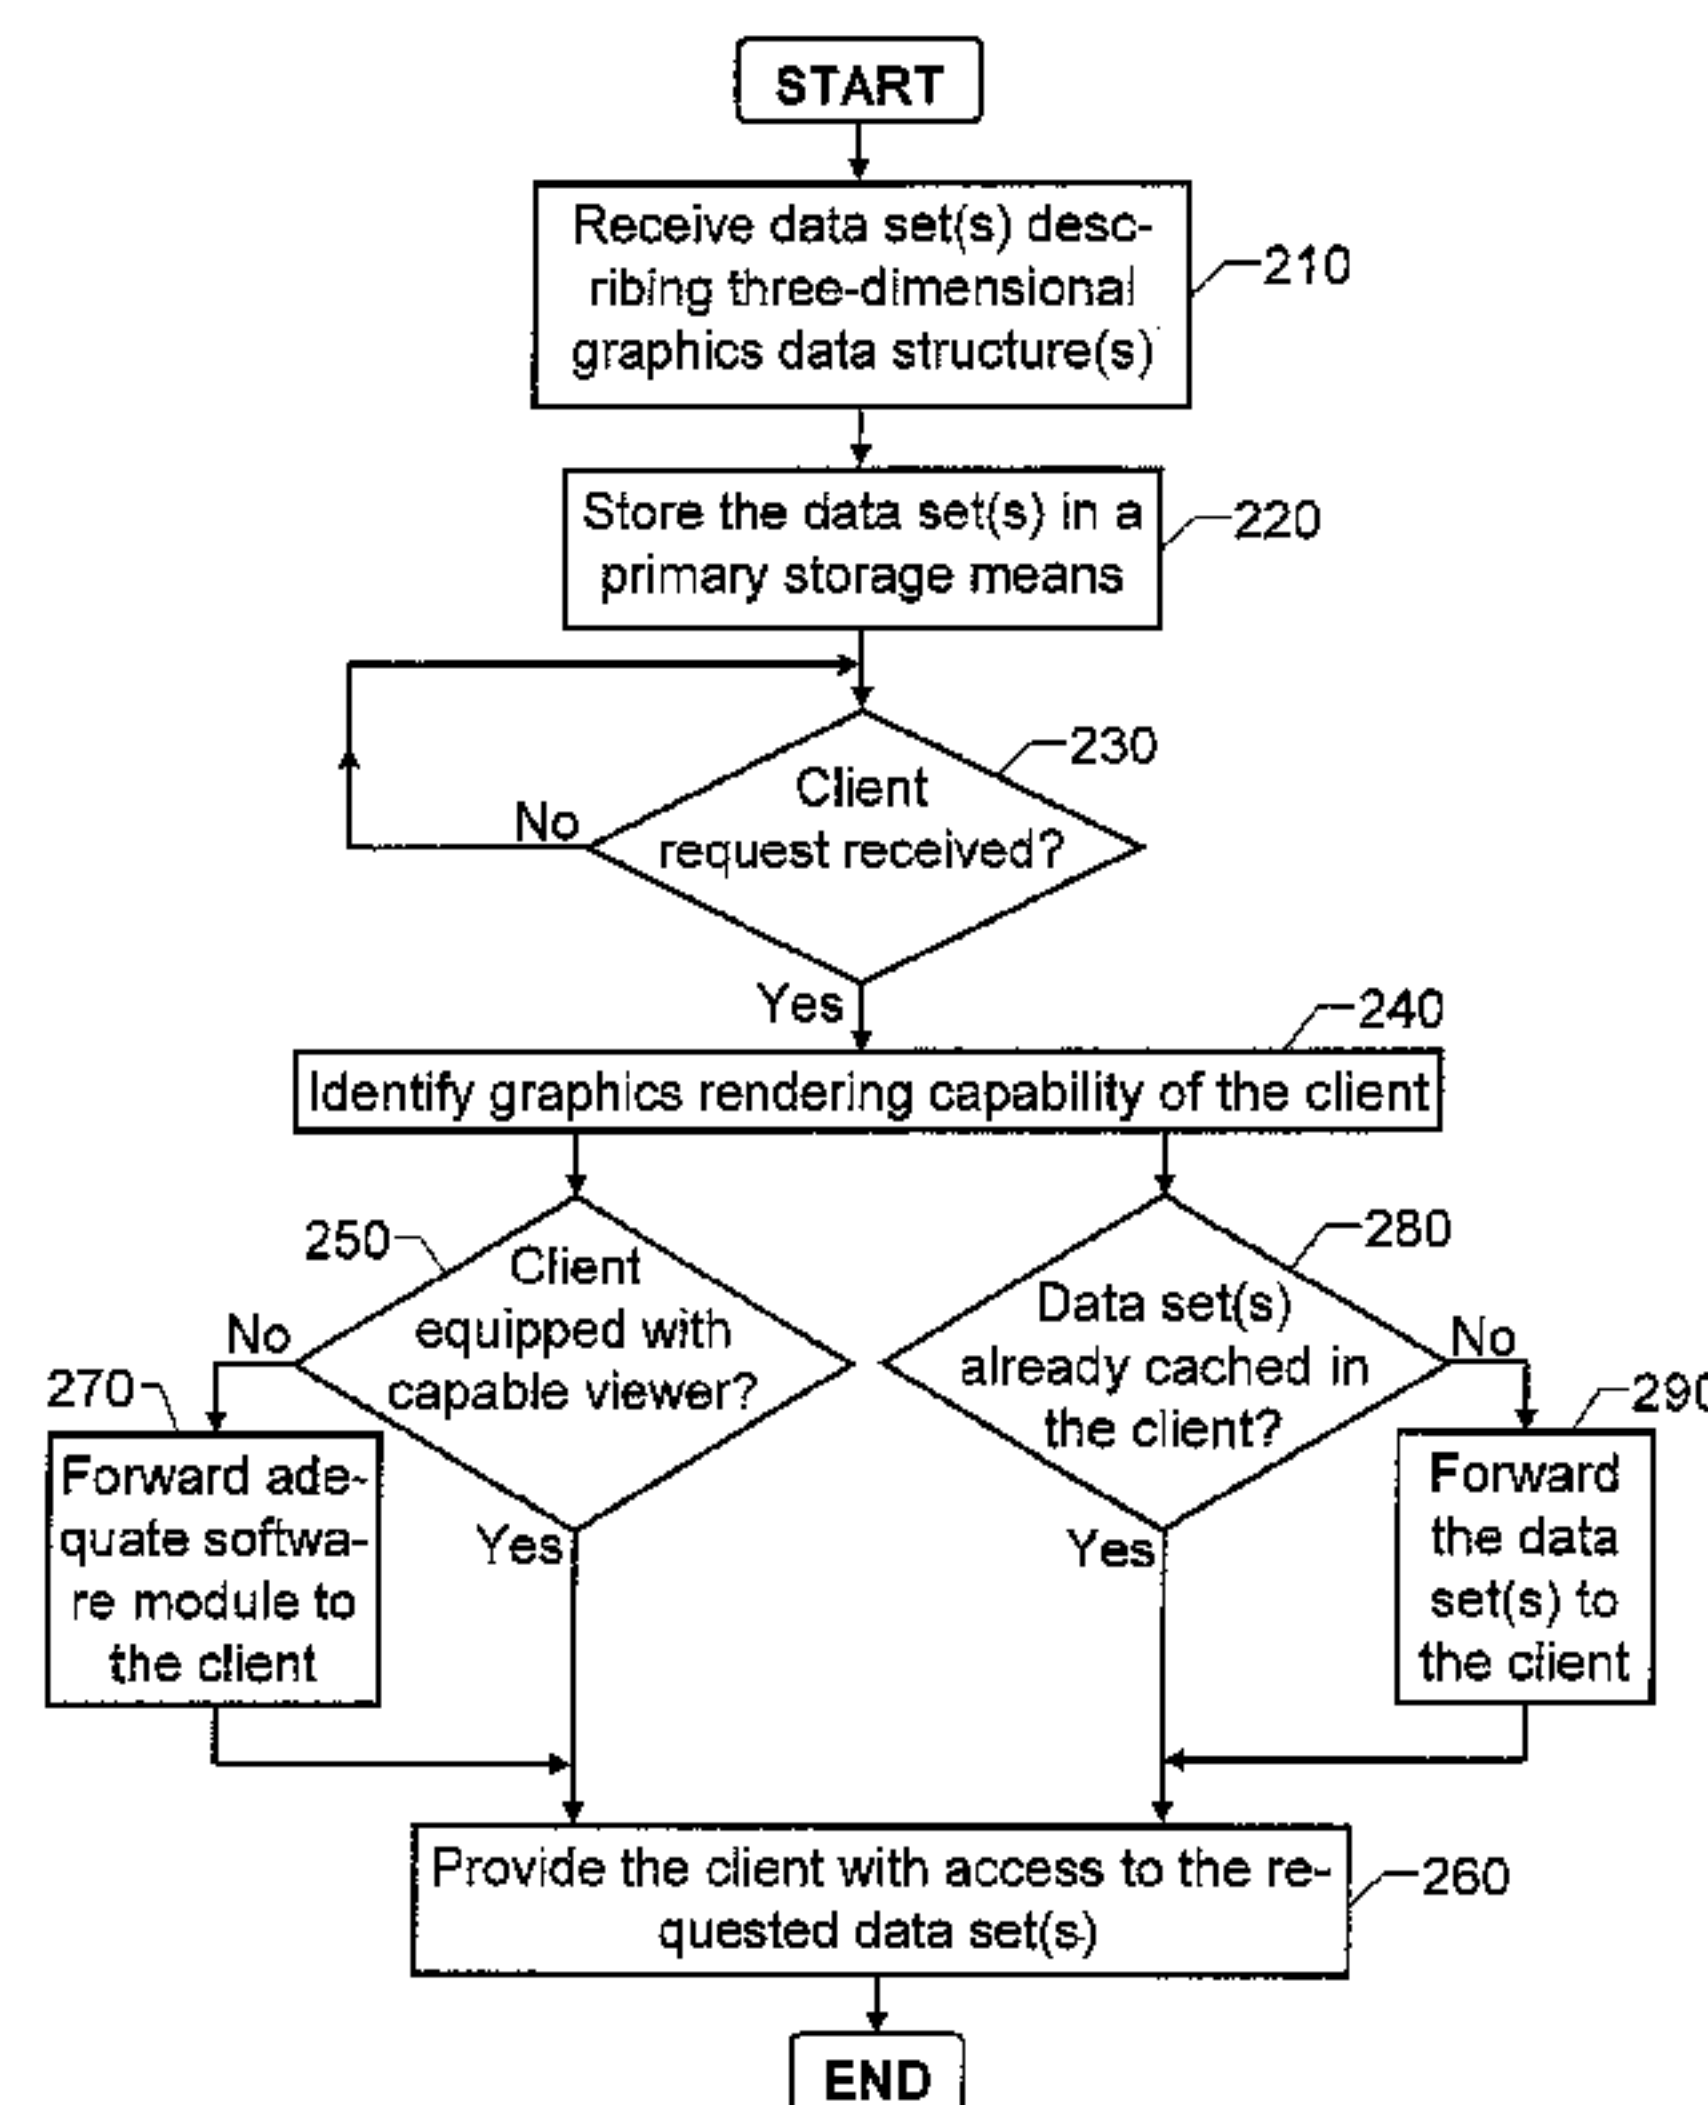 START
Receive data set(s) desc-
ribing three-dimensional
graphics data structure(s)
210
Store the data set(s) in a
primary storage means
220
230
Client
request received?
No
Yes
240
Identify graphics rendering capability of the client
250
Client
equipped with
capable viewer?
No
Yes
280
Data set(s)
already cached in
the client?
No
Yes
270
Forward ade-
quate softwa-
re module to
the client
290
Forward
the data
set(s) to
the client
Provide the client with access to the re-
quested data set(s)
260
END